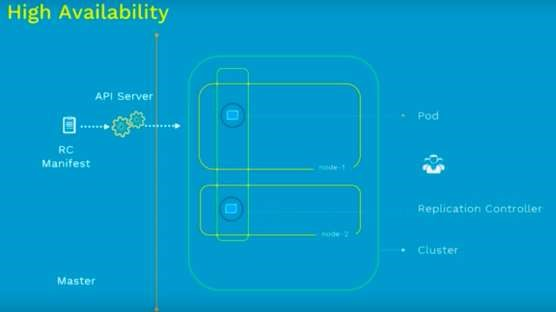 High Availability
API Server
RC
Manifest
Pod
node-1
Replication Controller
node-2
Cluster
Master